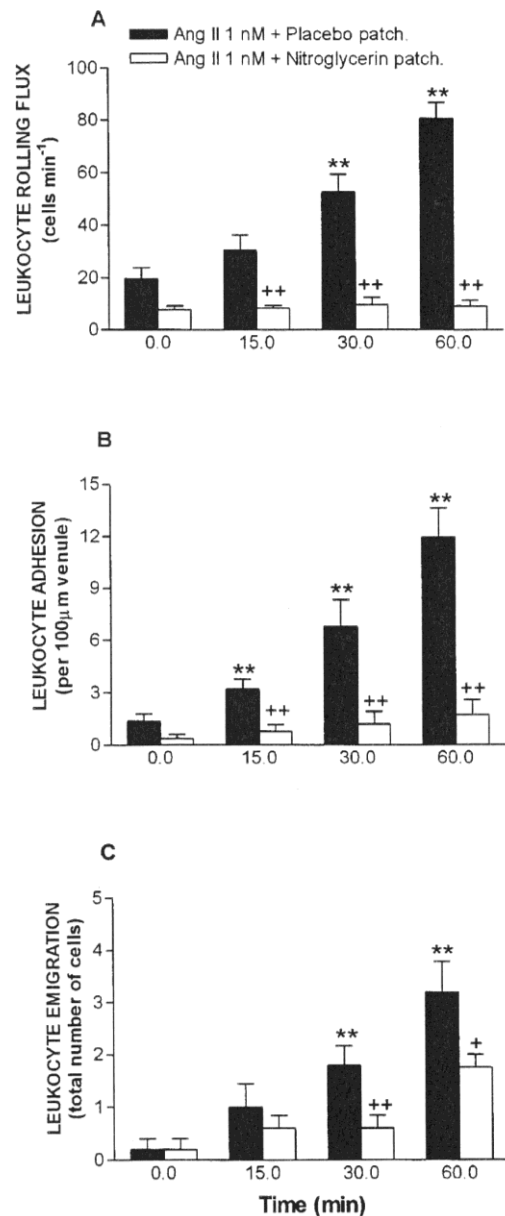 A
Ang II 1 nM + Placebo patch.
Ang II 1 nM + Nitroglycerin patch.
LEUKOCYTE ROLLING FLUX
(cells min⁻¹)
100
80
60
40
20
0
**
**
++
++
++
0.0 15.0 30.0 60.0
B
LEUKOCYTE ADHESION
(per 100µm venule)
15
12
9
6
3
0
**
**
**
++
++
++
0.0 15.0 30.0 60.0
C
LEUKOCYTE EMIGRATION
(total number of cells)
5
4
3
2
1
0
**
**
++
+
0.0 15.0 30.0 60.0
Time (min)